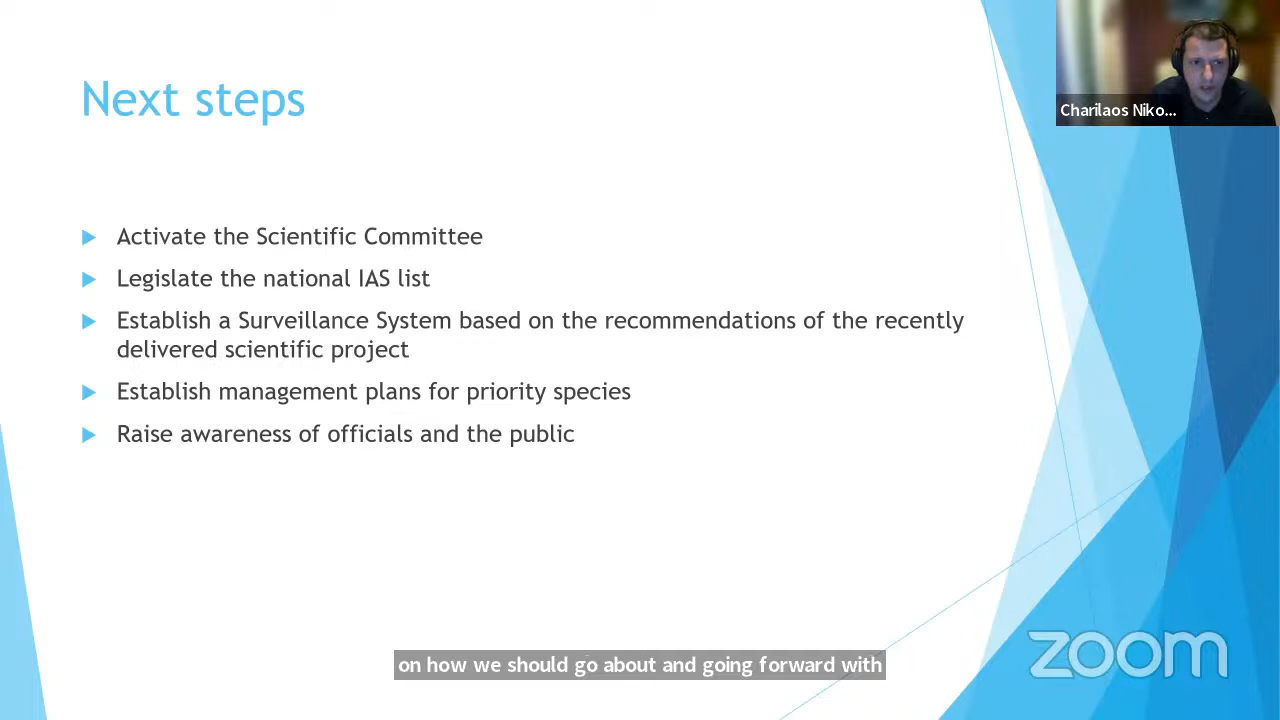 Next steps
Charilaos Niko...
Activate the Scientific Committee
Legislate the national IAS list
Establish a Surveillance System based on the recommendations of the recently
delivered scientific project
Establish management plans for priority species
Raise awareness of officials and the public
on how we should go about and going forward with
zoom